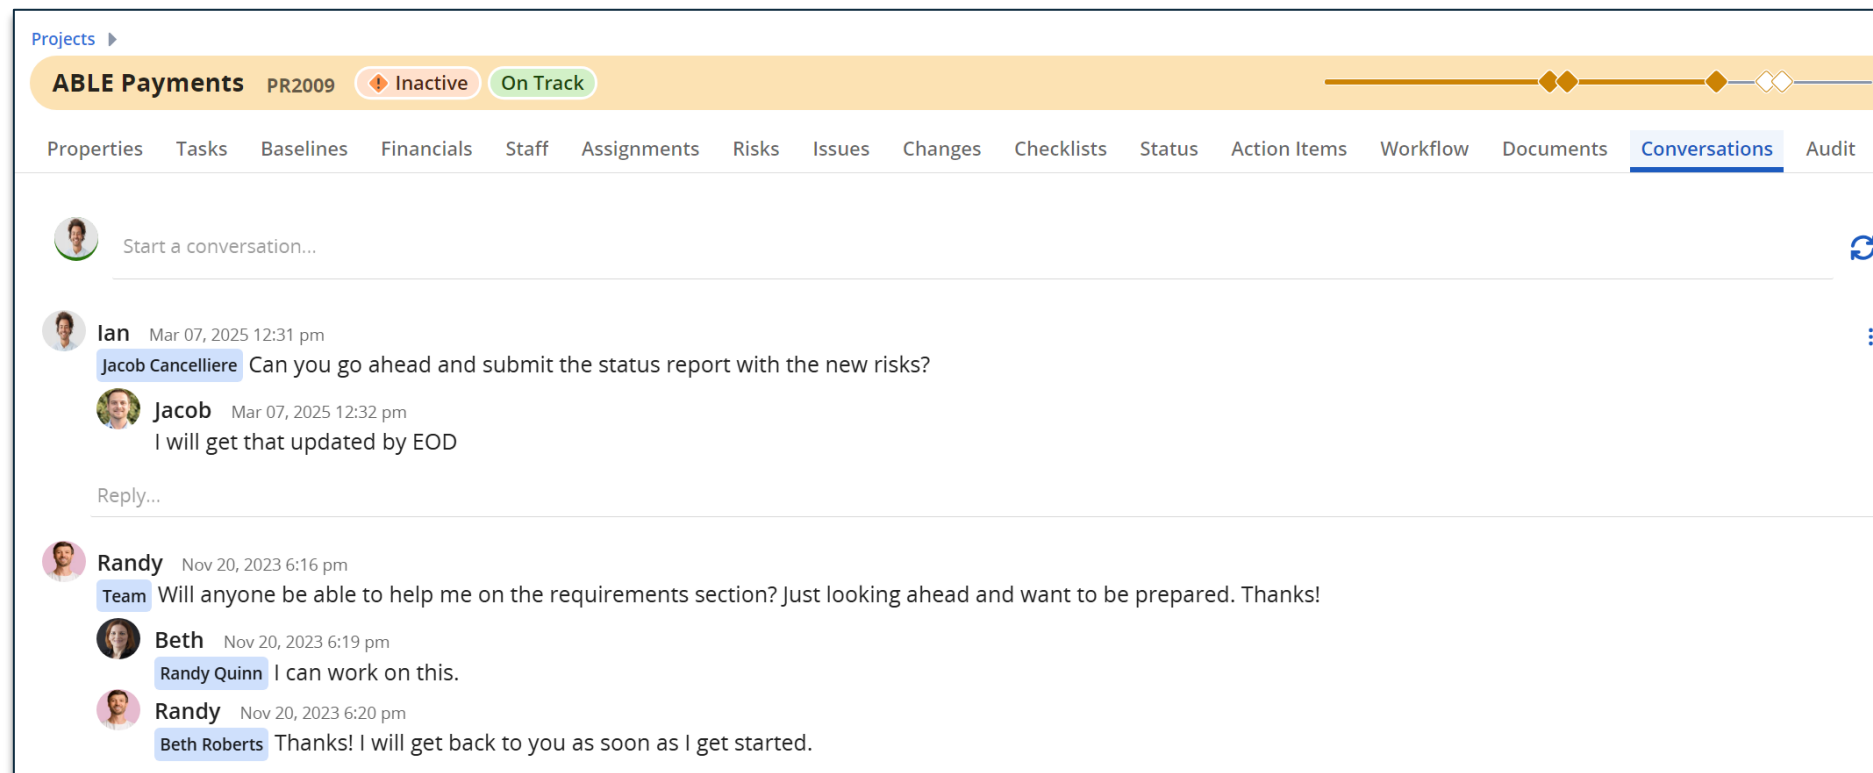 Projects
ABLE Payments PR2009 Inactive On Track
Properties Tasks Baselines Financials Staff Assignments Risks Issues Changes Checklists Status Action Items Workflow Documents Conversations Audit
Start a conversation...
Ian Mar 07, 2025 12:31 pm
Jacob Cancelliere Can you go ahead and submit the status report with the new risks?
Jacob Mar 07, 2025 12:32 pm
I will get that updated by EOD
Reply...
Randy Nov 20, 2023 6:16 pm
Team Will anyone be able to help me on the requirements section? Just looking ahead and want to be prepared. Thanks!
Beth Nov 20, 2023 6:19 pm
Randy Quinn I can work on this.
Randy Nov 20, 2023 6:20 pm
Beth Roberts Thanks! I will get back to you as soon as I get started.